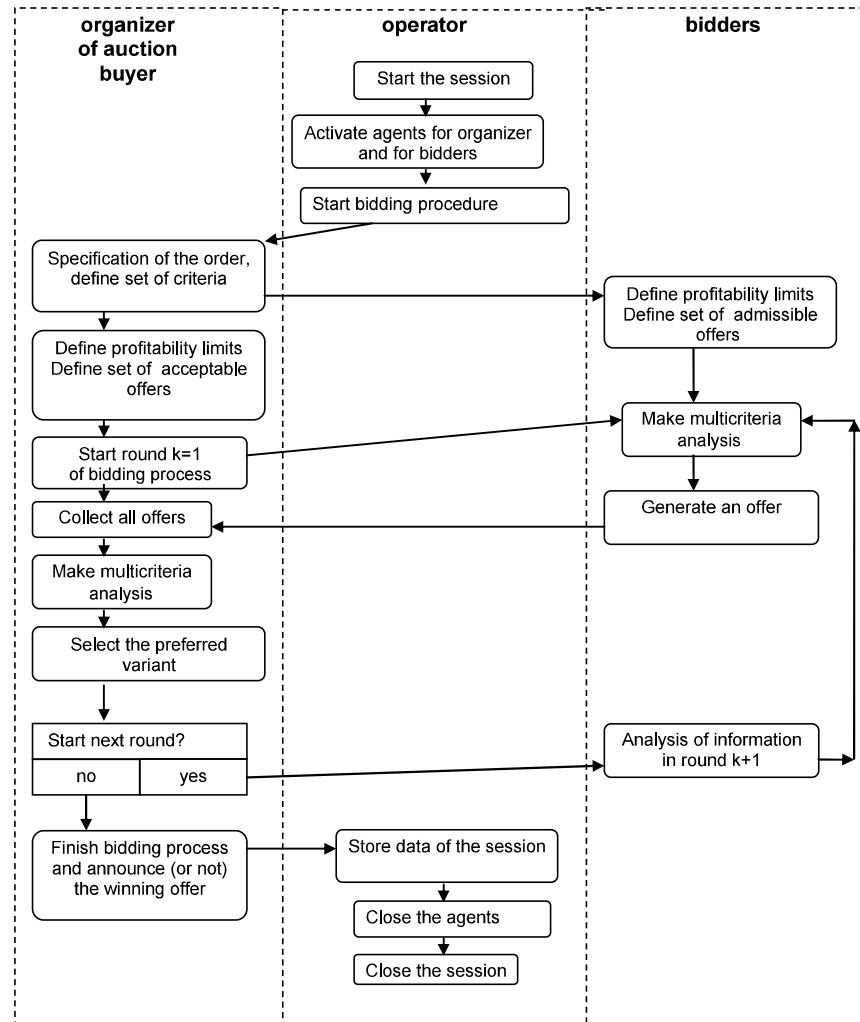 organizer
of auction
buyer
operator
bidders
Start the session
Activate agents for organizer
and for bidders
Start bidding procedure
Specification of the order,
define set of criteria
Define profitability limits
Define set of  admissible
offers
Define profitability limits
Define set of  acceptable
offers
Make multicriteria
analysis
Start round k=1
of bidding process
Generate an offer
Collect all offers
Make multicriteria
analysis
Select the preferred
variant
Start next round?
no
yes
Analysis of information
in round k+1
Finish bidding process
and announce (or not)
the winning offer
Store data of the session
Close the agents
Close the session